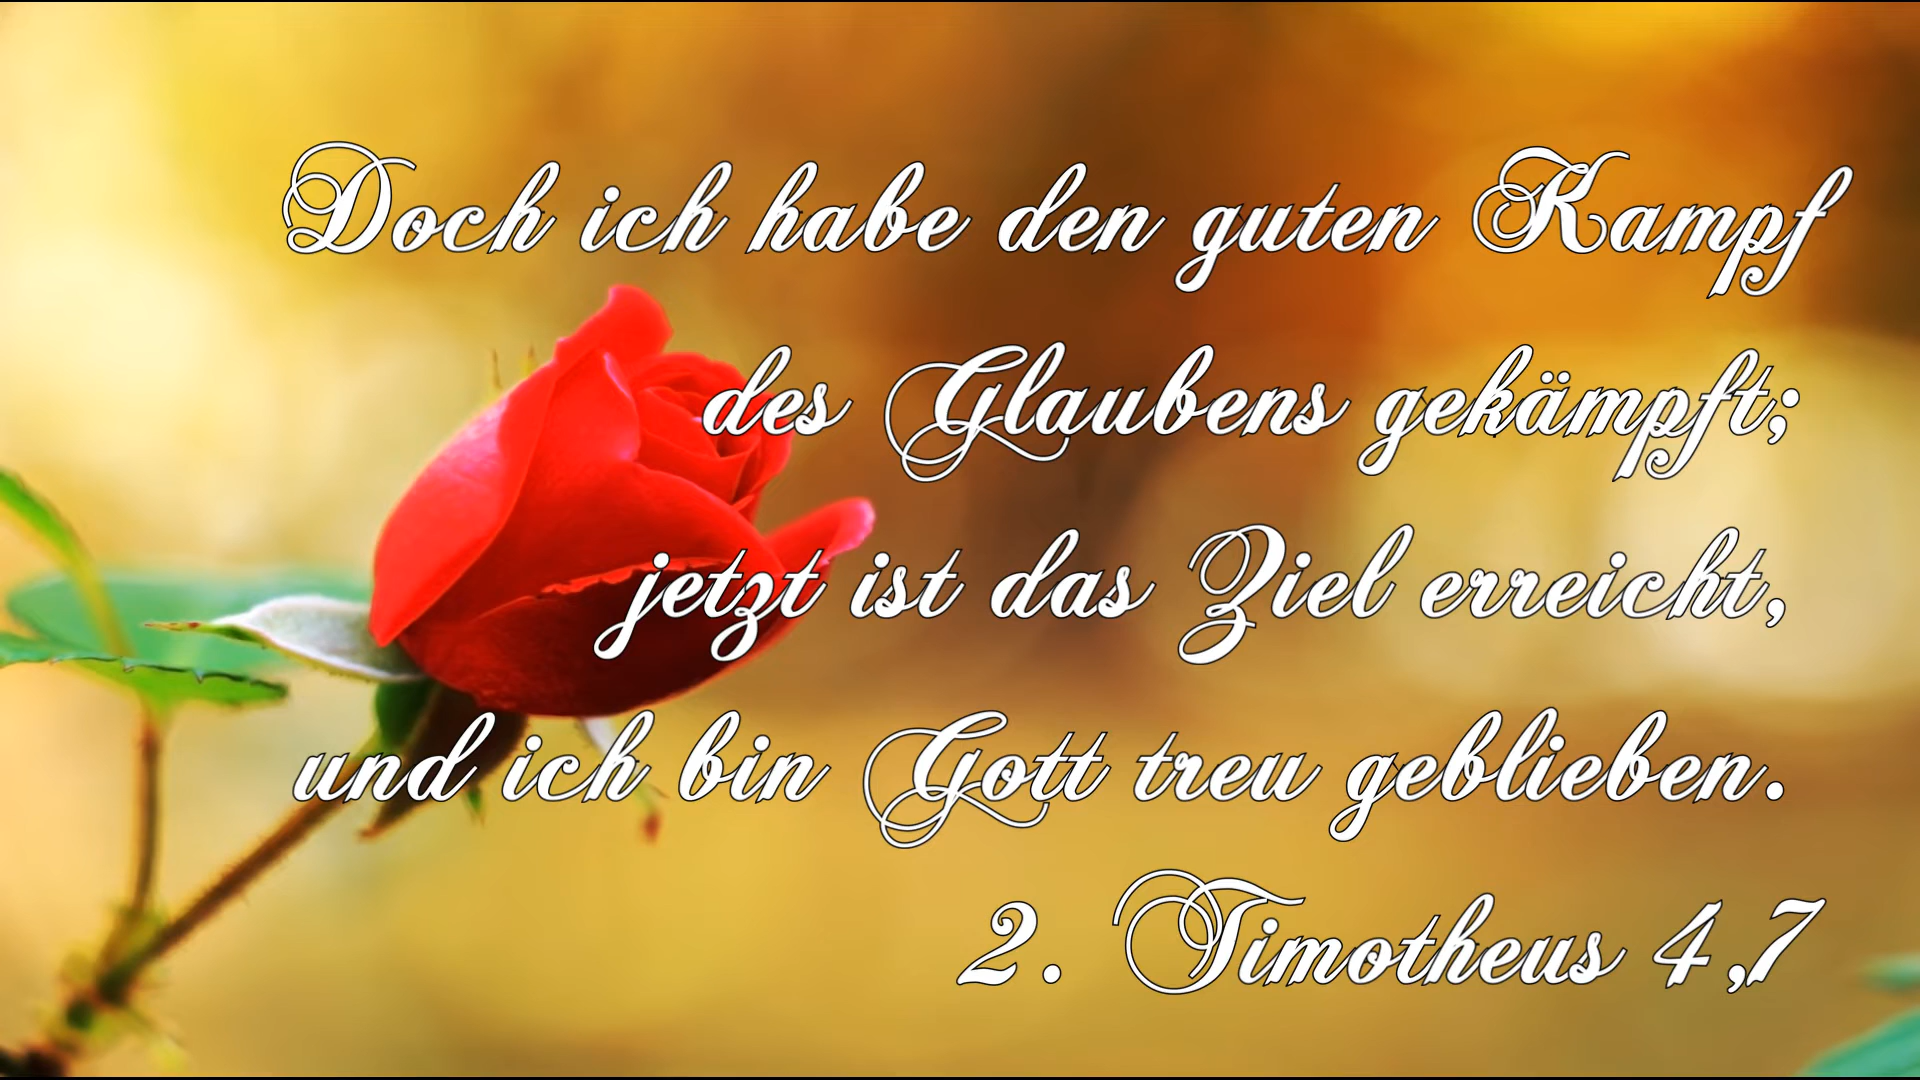 Doch ich habe den guten Kampf
des Glaubens gekämpft;
jetzt ist das Ziel erreicht,
und ich bin Gott treu geblieben.
2. Timotheus 4,7